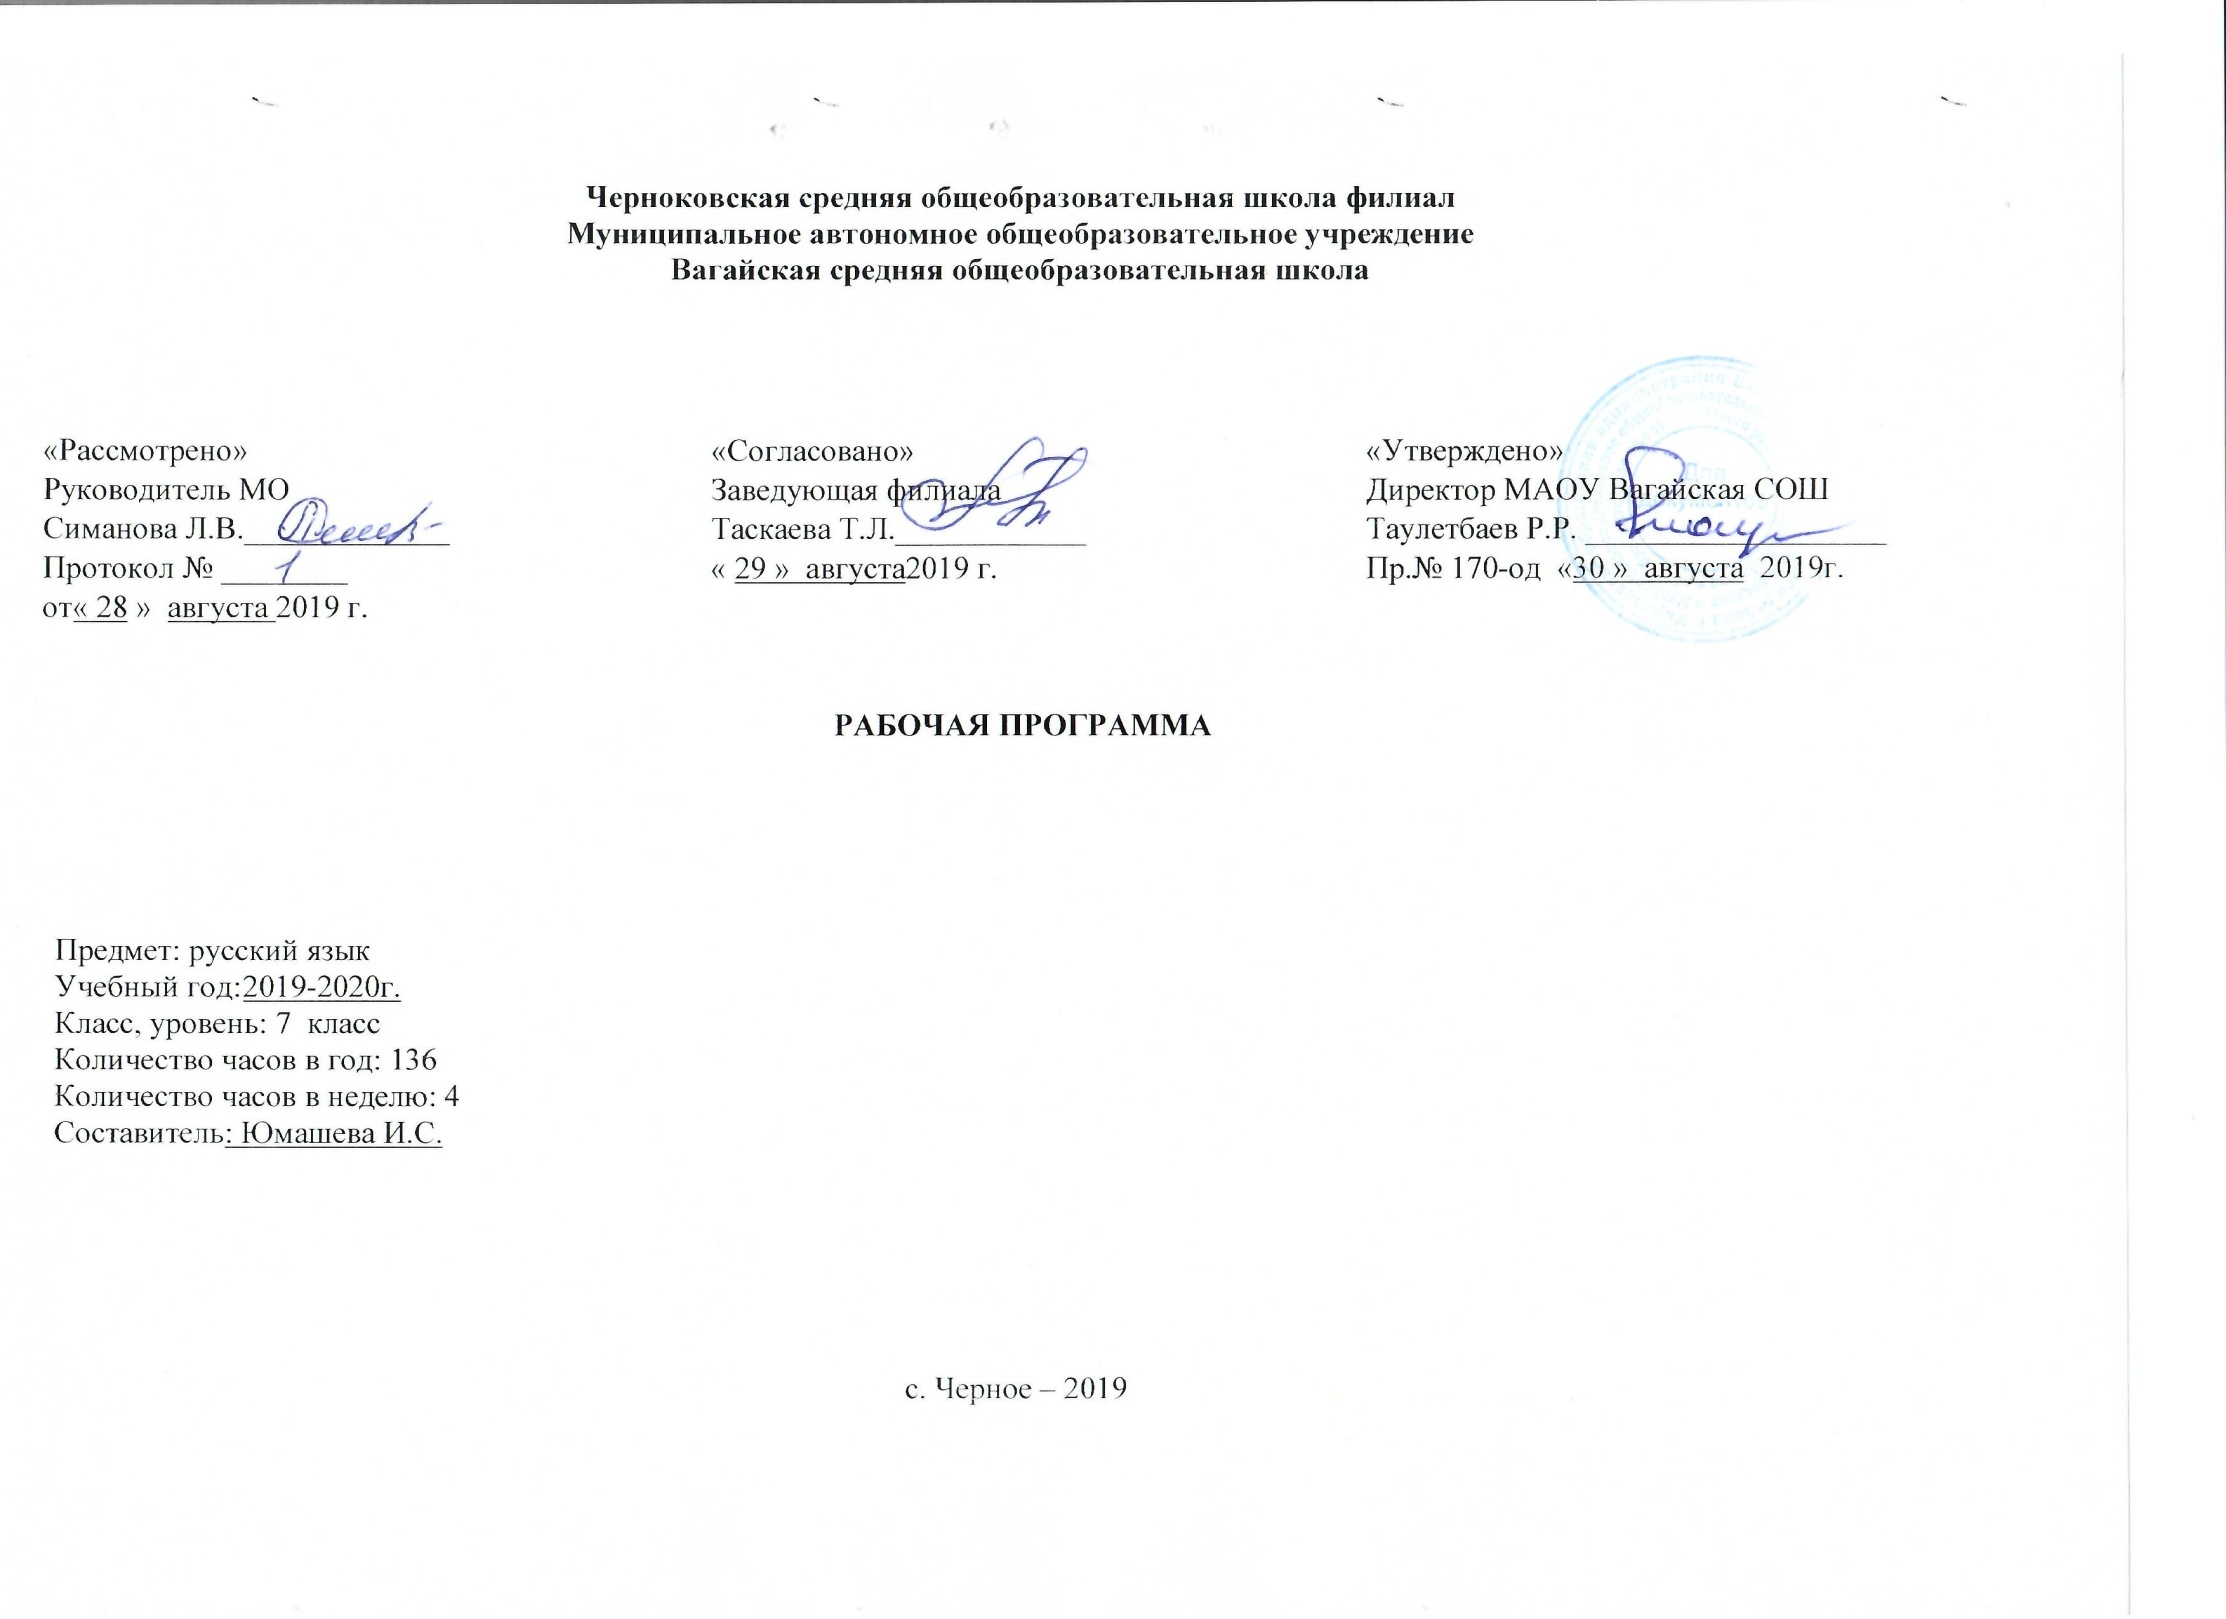 Черноковская средняя общеобразовательная школа филиал
Муниципальное автономное общеобразовательное учреждение
Вагайская средняя общеобразовательная школа
«Рассмотрено»
Руководитель МО
Симанова Л.В.
Протокол № 1
от« 28 » августа 2019 г.
«Согласовано»
Заведующая филиала
Таскаева Т.Л.
« 29 » августа2019 г.
«Утверждено»
Директор МАОУ Вагайская СОШ
Таулетбаев Р.Р.
Пр.№ 170-од «30 » августа 2019г.
РАБОЧАЯ ПРОГРАММА
Предмет: русский язык
Учебный год:2019-2020г.
Класс, уровень: 7 класс
Количество часов в год: 136
Количество часов в неделю: 4
Составитель: Юмашева И.С.
с. Черное – 2019